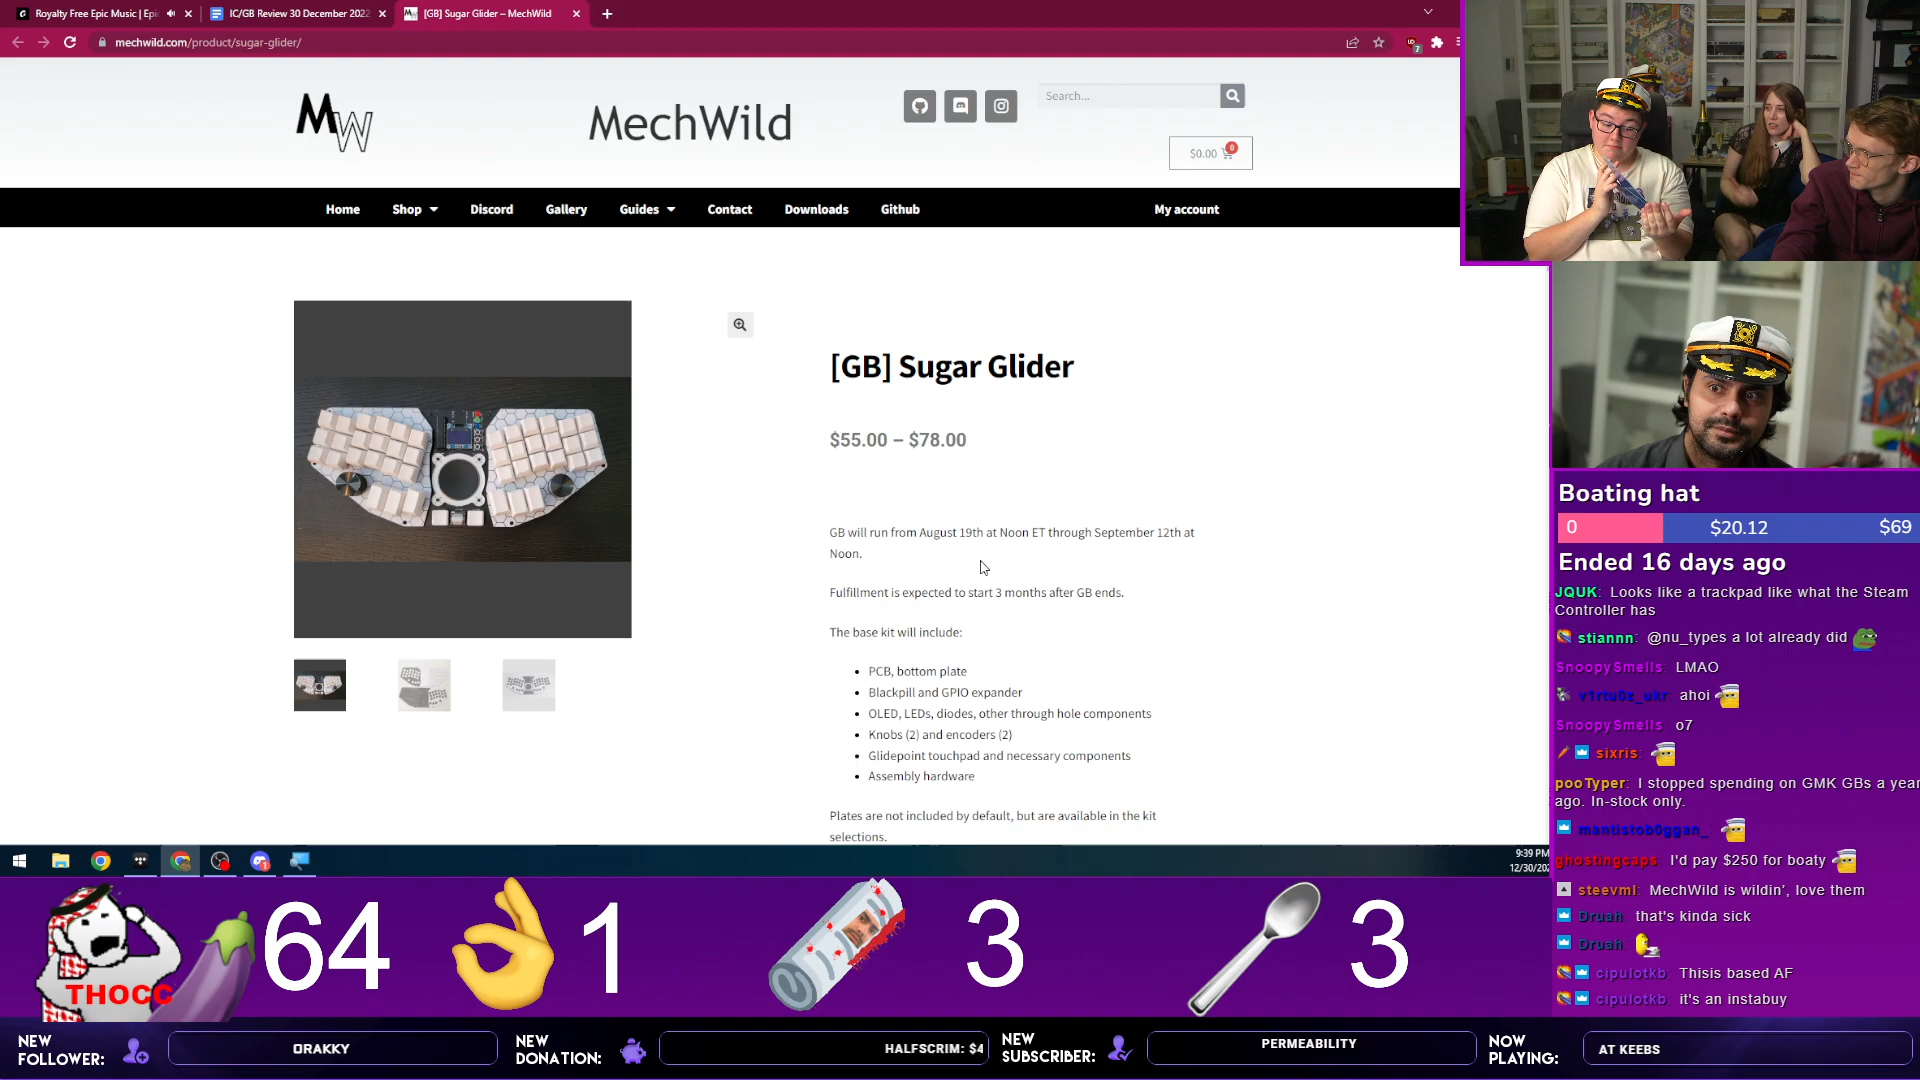 Royalty Free Epic Music | Epi
IC/GB Review 30 December 2022
[GB] Sugar Glider – MechWild
mechwild.com/product/sugar-glider/
7
MW
MechWild
Search...
$0.00
0
Home
Shop
Discord
Gallery
Guides
Contact
Downloads
Github
My account
[GB] Sugar Glider
$55.00 – $78.00
GB will run from August 19th at Noon ET through September 12th at
Noon.
Fulfillment is expected to start 3 months after GB ends.
The base kit will include:
PCB, bottom plate
Blackpill and GPIO expander
OLED, LEDs, diodes, other through hole components
Knobs (2) and encoders (2)
Glidepoint touchpad and necessary components
Assembly hardware
Plates are not included by default, but are available in the kit
selections.
9:39 PM
12/30/202
Boating hat
0 $20.12 $69
Ended 16 days ago
JQUK: Looks like a trackpad like what the Steam
Controller has
stiannn: @nu_types a lot already did
SnoopySmells: LMAO
v1rtu0z_ukr: ahoi
SnoopySmells: o7
sixris:
pooTyper: I stopped spending on GMK GBs a year
ago. In-stock only.
mantistob0ggan_
ghostingcaps: I'd pay $250 for boaty
steevml: MechWild is wildin', love them
Druah: that's kinda sick
Druah:
cipulotkb: Thisis based AF
cipulotkb: it's an instabuy
THOCC
64
1
3
3
NEW
FOLLOWER:
DRAKKY
NEW
DONATION:
HALFSCRIM: $4
NEW
SUBSCRIBER:
PERMEABILITY
NOW
PLAYING:
AT KEEBS